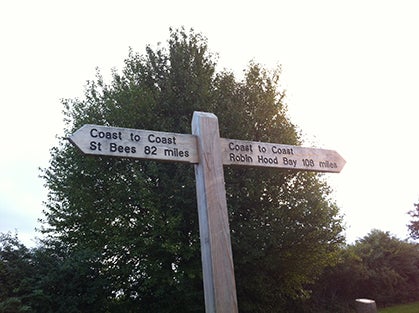 Coast to Coast
St Bees 82 miles
Coast to Coast
Robin Hood Bay 108 miles